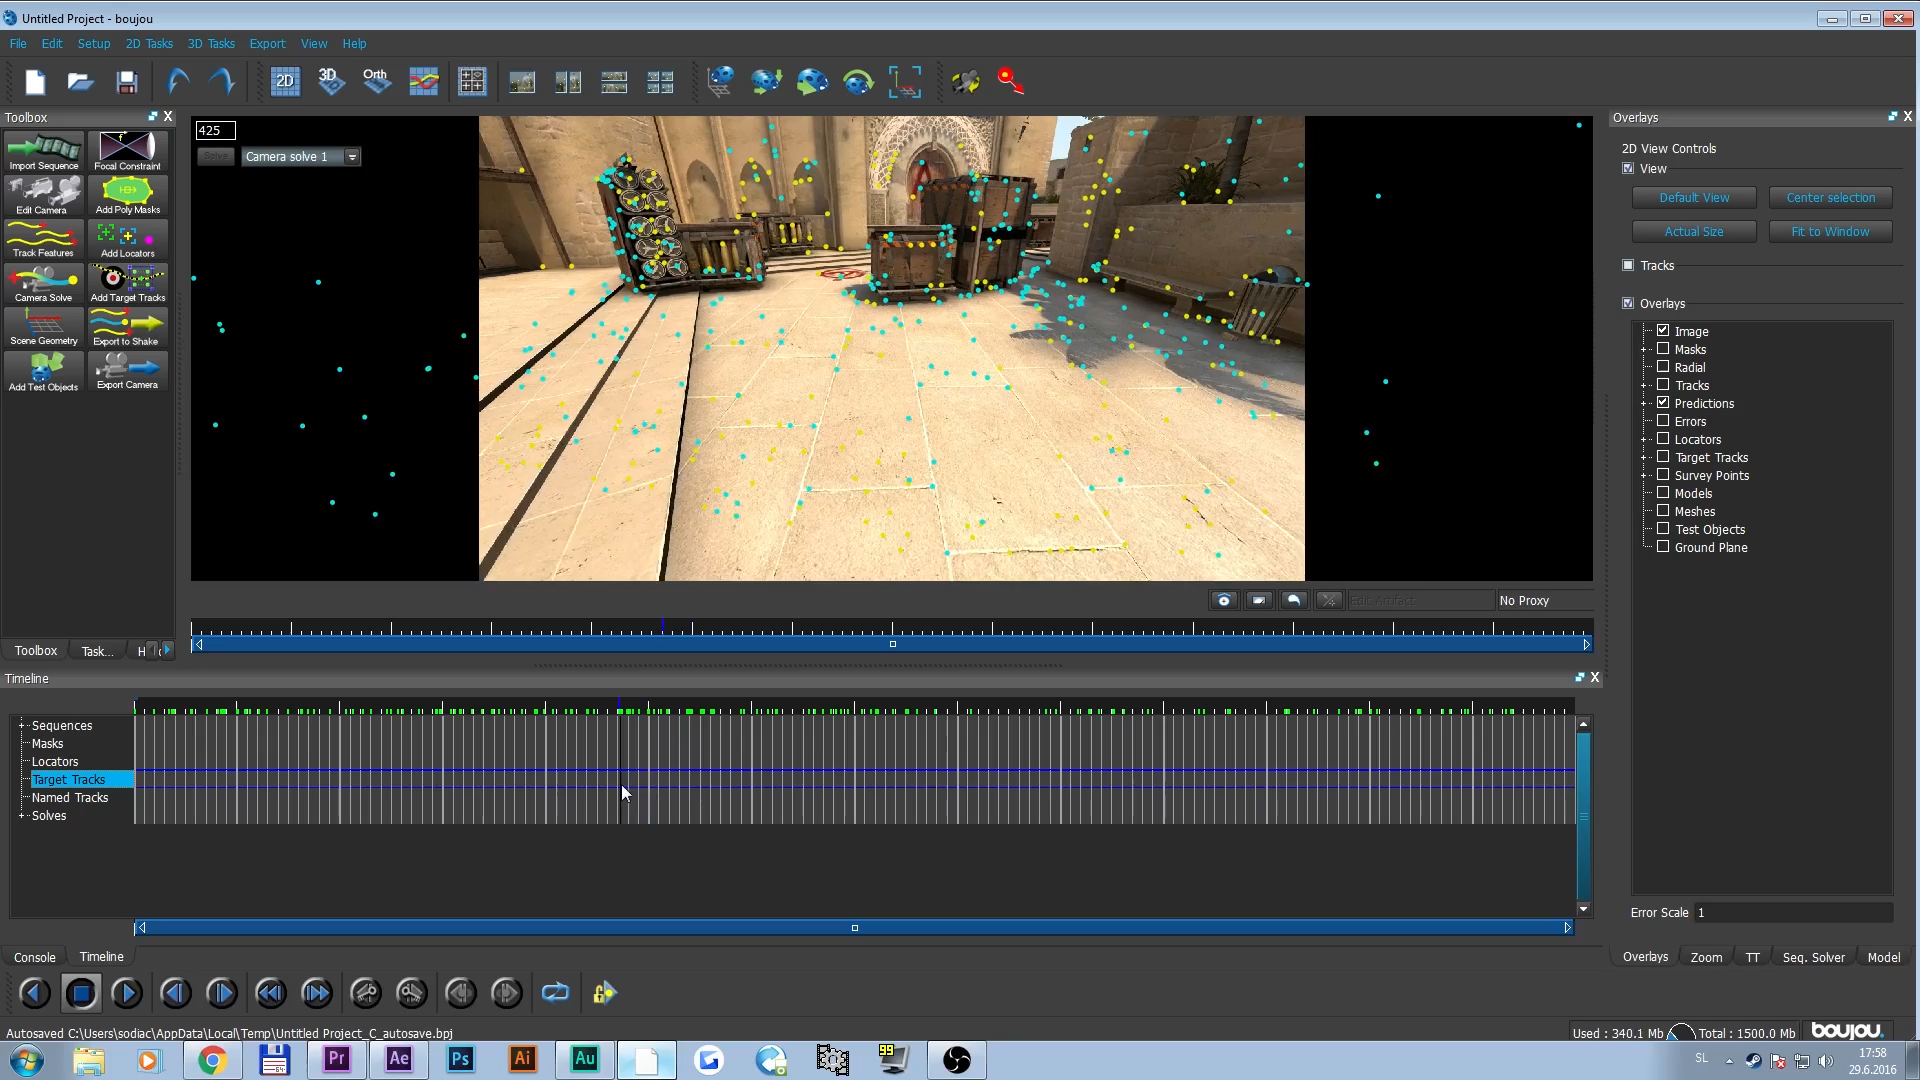 Untitled Project - boujou
File Edit Setup 2D Tasks 3D Tasks Export View Help
2D 3D Orth
Toolbox
Import Sequence
Focal Constraint
Edit Camera
Add Poly Masks
Track Features
Add Locators
Camera Solve
Add Target Tracks
Scene Geometry
Export to Shake
Add Test Objects
Export Camera
Toolbox Task...
425
Solve Camera solve 1
Edit Artifact No Proxy
Timeline
Sequences
Masks
Locators
Target Tracks
Named Tracks
Solves
Console Timeline
Overlays
2D View Controls
View
Default View Center selection
Actual Size Fit to Window
Tracks
Overlays
Image
Masks
Radial
Tracks
Predictions
Errors
Locators
Target Tracks
Survey Points
Models
Meshes
Test Objects
Ground Plane
Error Scale 1
Overlays Zoom TT Seq. Solver Model
Autosaved C:\Users\sodiac\AppData\Local\Temp\Untitled Project_C_autosave.bpj
Used : 340.1 Mb Total : 1500.0 Mb boujou
64 Pr Ae Ps Ai Au 99
SL 17:58
29.6.2016